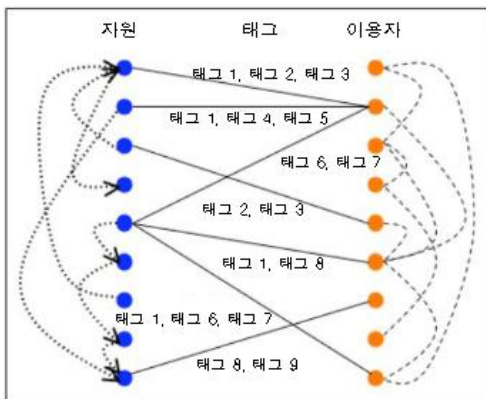 자원 태그 이용자
태그 1, 태그 2, 태그 3
태그 1, 태그 4, 태그 5
태그 6, 태그 7
태그 2, 태그 3
태그 1, 태그 8
태그 1, 태그 6, 태그 7
태그 8, 태그 9